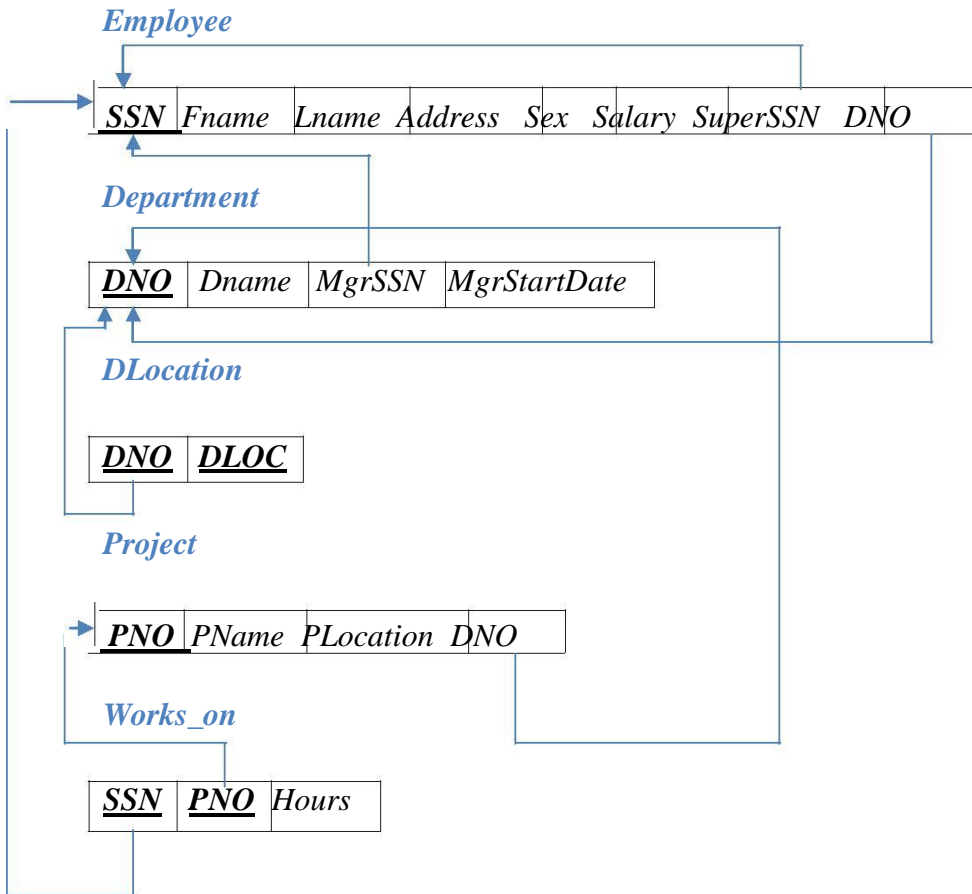 Employee
SSN Fname Lname Address Sex Salary SuperSSN DNO
Department
DNO Dname MgrSSN MgrStartDate
DLocation
DNO DLOC
Project
PNO PName PLocation DNO
Works_on
SSN PNO Hours